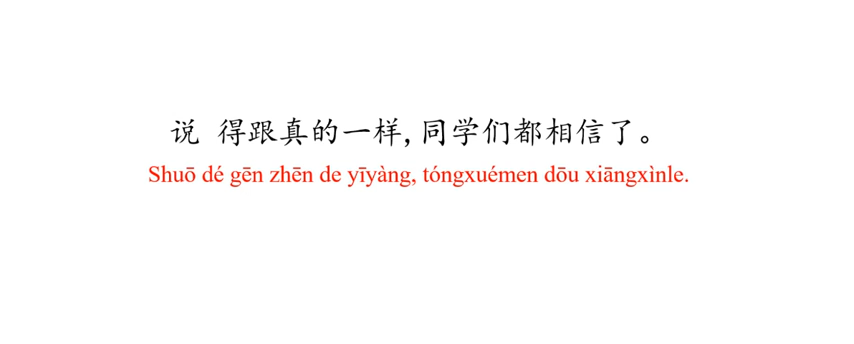 说 得跟真的一样,同学们都相信了。
Shuō dé gēn zhēn de yīyàng, tóngxuémen dōu xiāngxìnle.